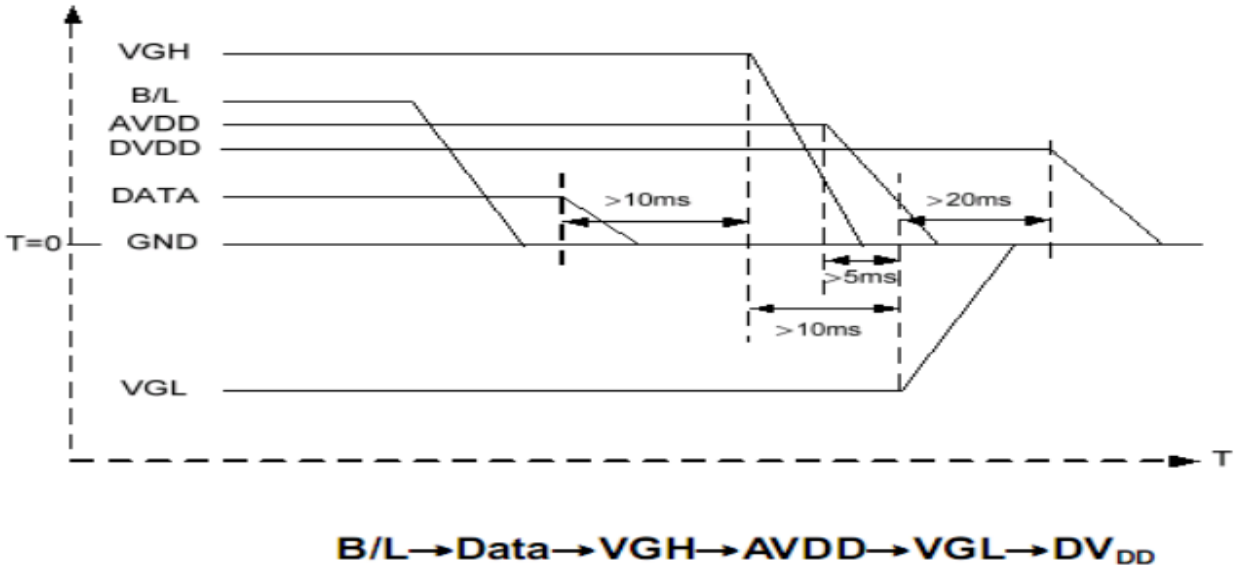 VGH
B/L
AVDD
DVDD
DATA
>10ms
>20ms
T=0
GND
>5ms
>10ms
VGL
T
B/L→Data→VGH→AVDD→VGL→DVDD